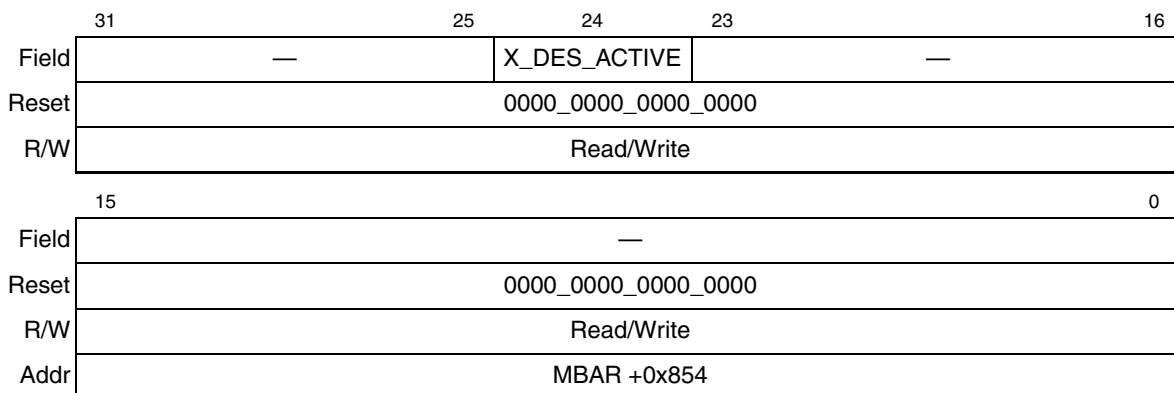 31 25 24 23 16
Field — X_DES_ACTIVE —
Reset 0000_0000_0000_0000
R/W Read/Write
15 0
Field —
Reset 0000_0000_0000_0000
R/W Read/Write
Addr MBAR +0x854